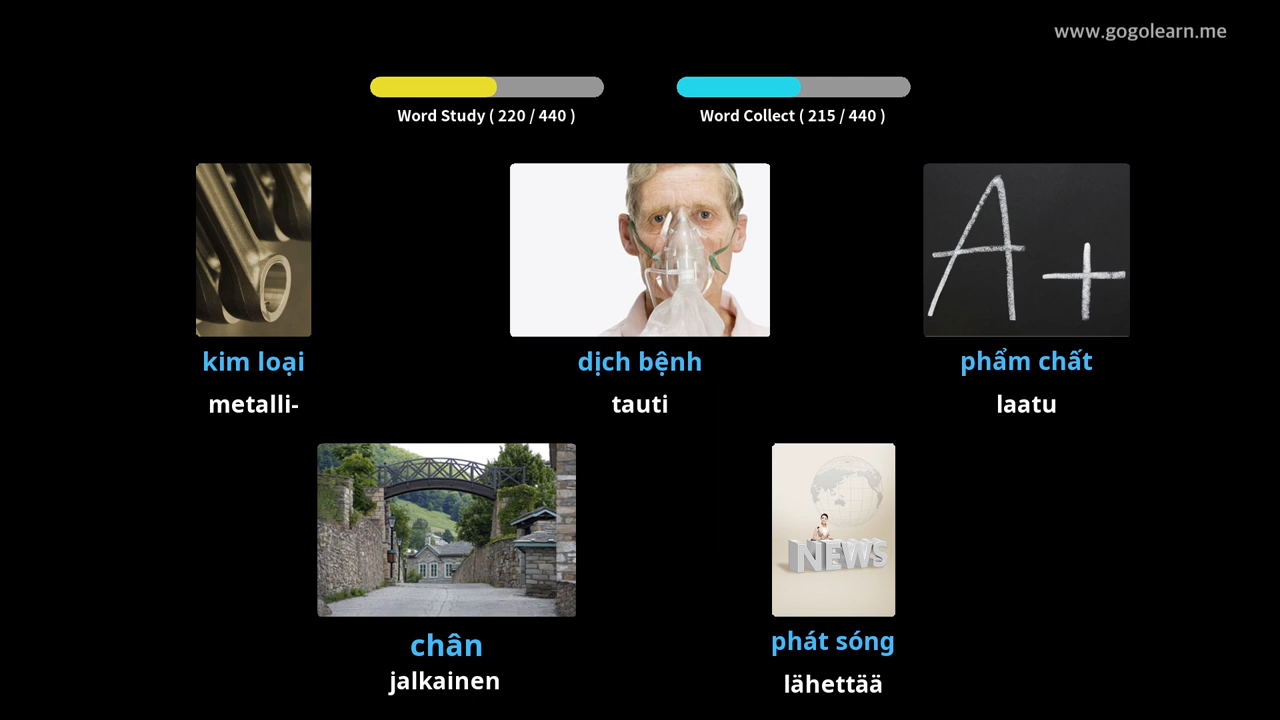 www.gogolearn.me
Word Study ( 220 / 440 )
Word Collect ( 215 / 440 )
A+
kim loại
dịch bệnh
phẩm chất
metalli-
tauti
laatu
NEWS
chân
phát sóng
jalkainen
lähettää